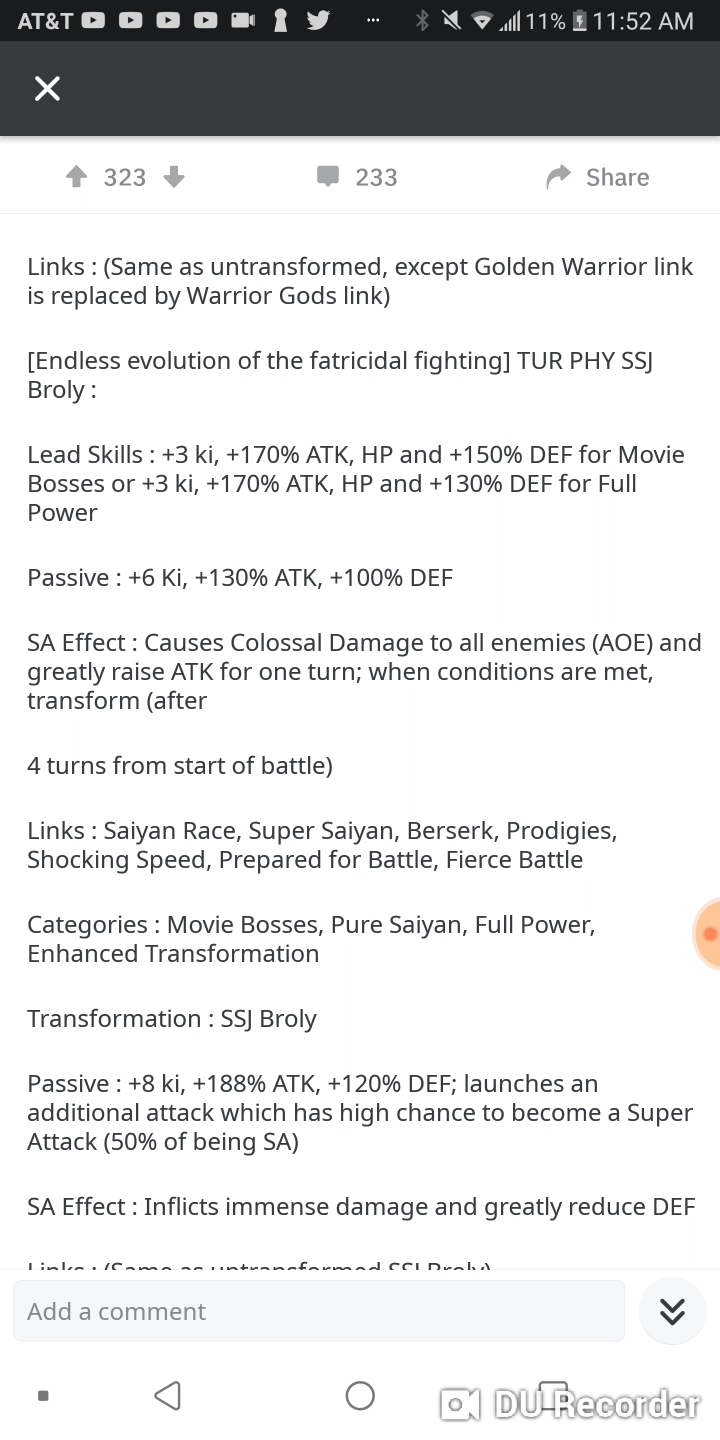 AT&T ... 11% 11:52 AM
323 233 Share
Links : (Same as untransformed, except Golden Warrior link
is replaced by Warrior Gods link)
[Endless evolution of the fatricidal fighting] TUR PHY SSJ
Broly :
Lead Skills : +3 ki, +170% ATK, HP and +150% DEF for Movie
Bosses or +3 ki, +170% ATK, HP and +130% DEF for Full
Power
Passive : +6 Ki, +130% ATK, +100% DEF
SA Effect : Causes Colossal Damage to all enemies (AOE) and
greatly raise ATK for one turn; when conditions are met,
transform (after
4 turns from start of battle)
Links : Saiyan Race, Super Saiyan, Berserk, Prodigies,
Shocking Speed, Prepared for Battle, Fierce Battle
Categories : Movie Bosses, Pure Saiyan, Full Power,
Enhanced Transformation
Transformation : SSJ Broly
Passive : +8 ki, +188% ATK, +120% DEF; launches an
additional attack which has high chance to become a Super
Attack (50% of being SA)
SA Effect : Inflicts immense damage and greatly reduce DEF
Links : (Same as untransformed SSJ Broly)
Add a comment
DU Recorder